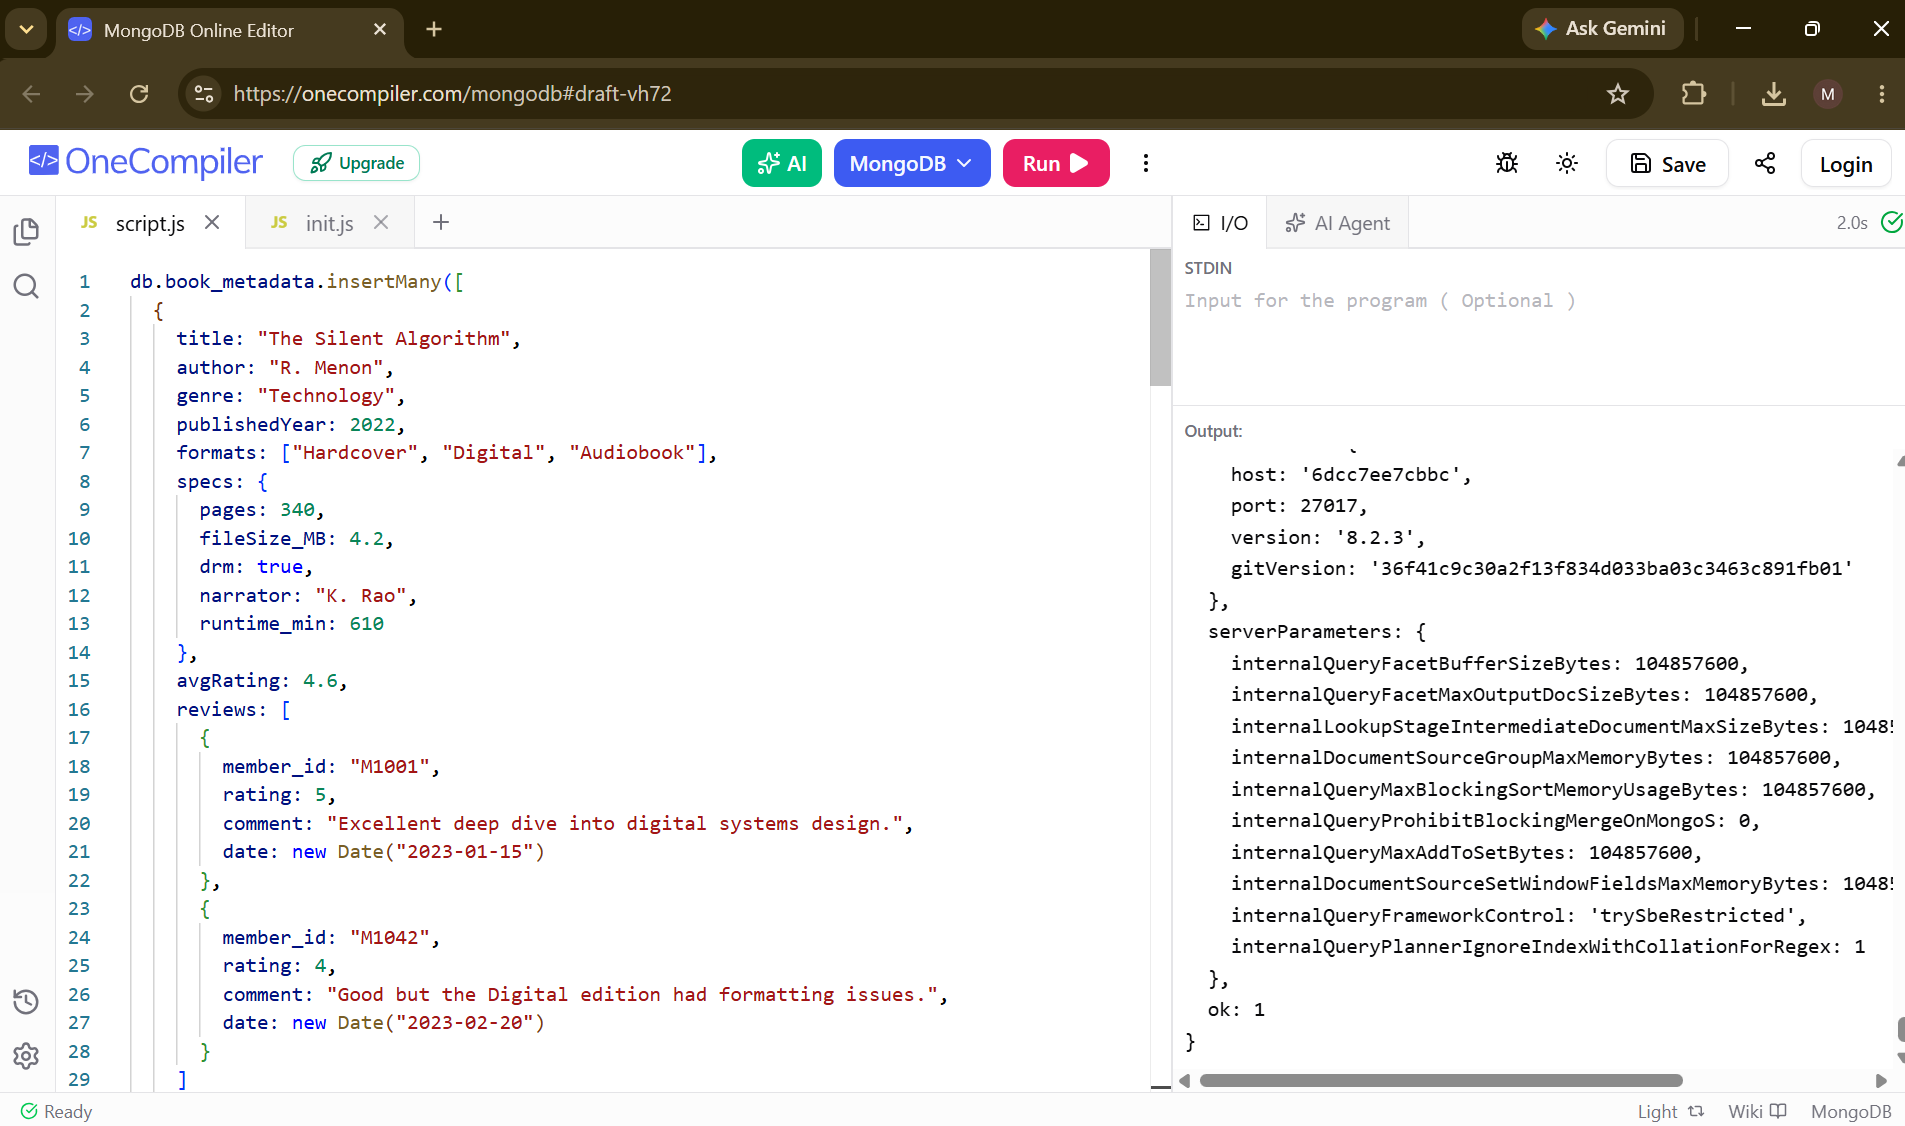 MongoDB Online Editor
Ask Gemini
https://onecompiler.com/mongodb#draft-vh72
M
</> OneCompiler
Upgrade
AI
MongoDB
Run
Save
Login
JS script.js
JS init.js
I/O
AI Agent
2.0s
1 db.book_metadata.insertMany([
2 {
3 title: "The Silent Algorithm",
4 author: "R. Menon",
5 genre: "Technology",
6 publishedYear: 2022,
7 formats: ["Hardcover", "Digital", "Audiobook"],
8 specs: {
9 pages: 340,
10 fileSize_MB: 4.2,
11 drm: true,
12 narrator: "K. Rao",
13 runtime_min: 610
14 },
15 avgRating: 4.6,
16 reviews: [
17 {
18 member_id: "M1001",
19 rating: 5,
20 comment: "Excellent deep dive into digital systems design.",
21 date: new Date("2023-01-15")
22 },
23 {
24 member_id: "M1042",
25 rating: 4,
26 comment: "Good but the Digital edition had formatting issues.",
27 date: new Date("2023-02-20")
28 }
29 ]
STDIN
Input for the program ( Optional )
Output:
host: '6dcc7ee7cbbc',
port: 27017,
version: '8.2.3',
gitVersion: '36f41c9c30a2f13f834d033ba03c3463c891fb01'
},
serverParameters: {
internalQueryFacetBufferSizeBytes: 104857600,
internalQueryFacetMaxOutputDocSizeBytes: 104857600,
internalLookupStageIntermediateDocumentMaxSizeBytes: 1048
internalDocumentSourceGroupMaxMemoryBytes: 104857600,
internalQueryMaxBlockingSortMemoryUsageBytes: 104857600,
internalQueryProhibitBlockingMergeOnMongoS: 0,
internalQueryMaxAddToSetBytes: 104857600,
internalDocumentSourceSetWindowFieldsMaxMemoryBytes: 1048
internalQueryFrameworkControl: 'trySbeRestricted',
internalQueryPlannerIgnoreIndexWithCollationForRegex: 1
},
ok: 1
}
Ready
Light
Wiki
MongoDB